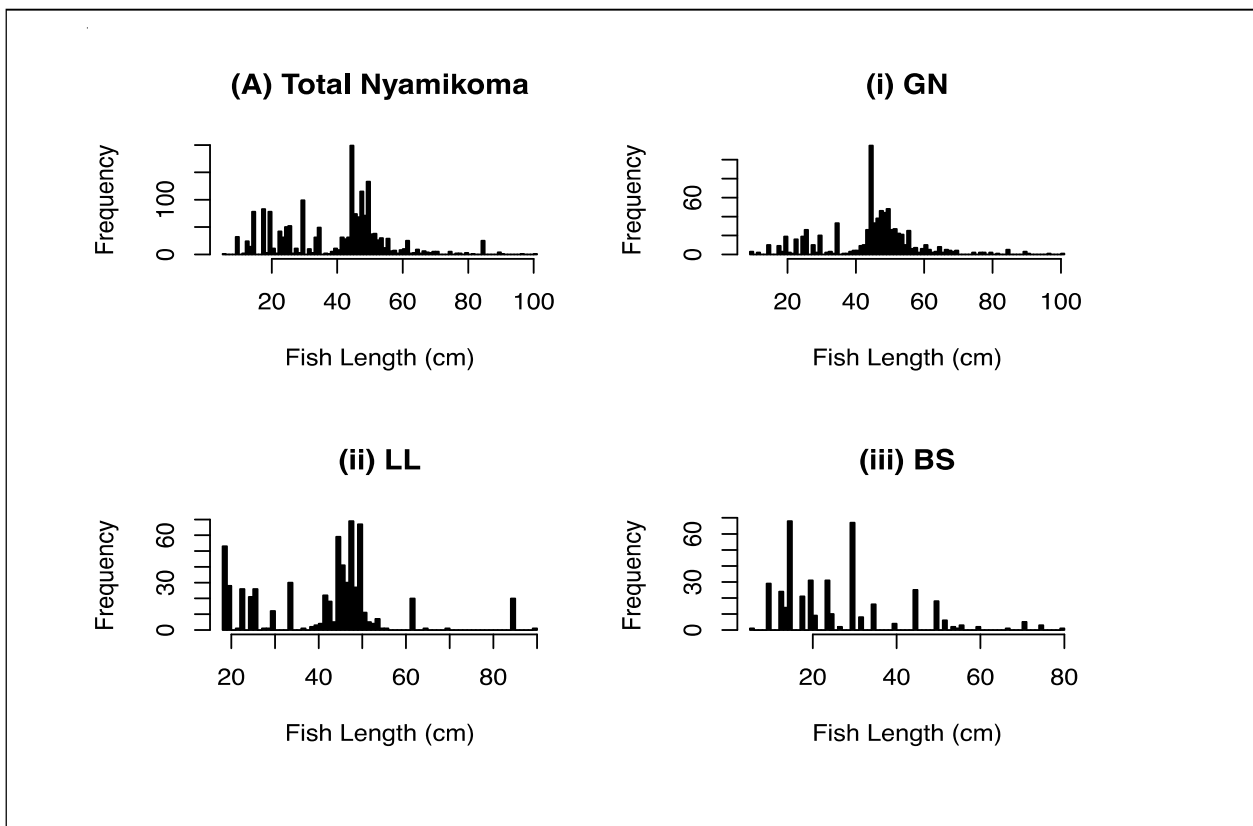 (A) Total Nyamikoma
Frequency
0 100
20 40 60 80 100
Fish Length (cm)
(i) GN
Frequency
0 60
20 40 60 80 100
Fish Length (cm)
(ii) LL
Frequency
0 30 60
20 40 60 80
Fish Length (cm)
(iii) BS
Frequency
0 30 60
20 40 60 80
Fish Length (cm)